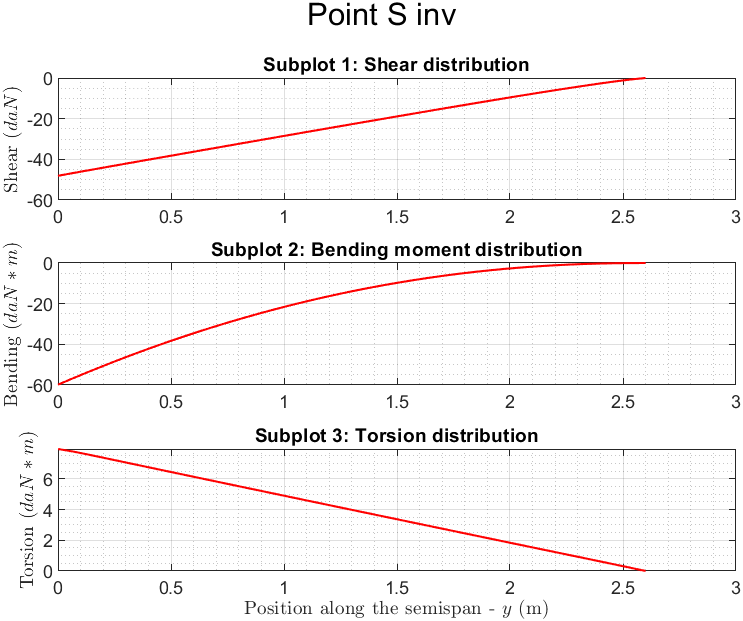 Point S inv
Subplot 1: Shear distribution
Shear (daN)
0
-20
-40
-60
0 0.5 1 1.5 2 2.5 3
Subplot 2: Bending moment distribution
Bending (daN * m)
0
-20
-40
-60
0 0.5 1 1.5 2 2.5 3
Subplot 3: Torsion distribution
Torsion (daN * m)
6
4
2
0
0 0.5 1 1.5 2 2.5 3
Position along the semispan - y (m)